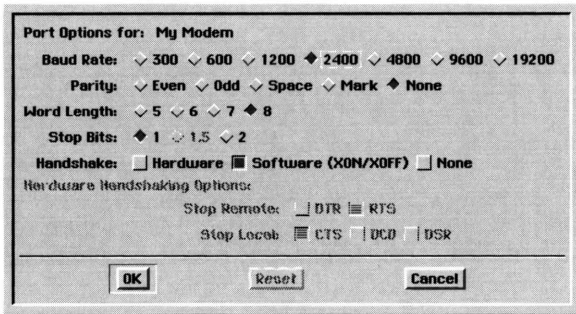 Port Options for: My Modem
Baud Rate: 300 600 1200 2400 4800 9600 19200
Parity: Even Odd Space Mark None
Word Length: 5 6 7 8
Stop Bits: 1 1.5 2
Handshake: Hardware Software (XON/XOFF) None
Hardware Handshaking Options:
Stop Remote: DTR RTS
Stop Local: CTS DCD DSR
OK Reset Cancel